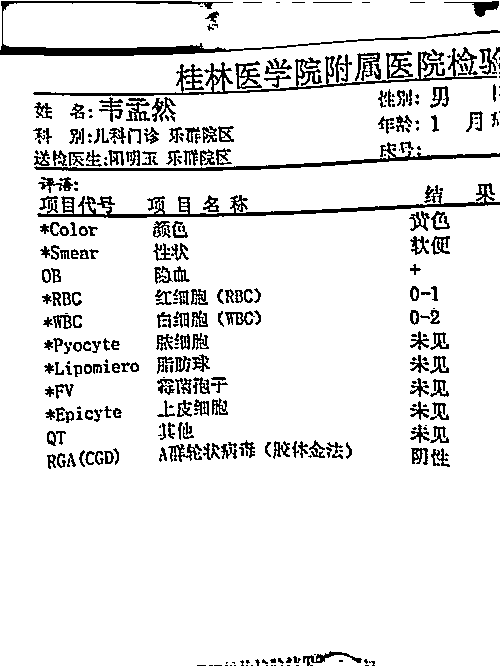 桂林医学院附属医院检验
姓 名:韦孟然 性别:男
科 别:儿科门诊 乐群院区 年龄:1 月
送检医生:阳明玉 乐群院区 床号:
评语:
项目代号 项目名称 结 果
*Color 颜色 黄色
*Smear 性状 软便
OB 隐血 +
*RBC 红细胞(RBC) 0-1
*WBC 白细胞(WBC) 0-2
*Pyocyte 脓细胞 未见
*Lipomiero 脂肪球 未见
*FV 霉菌孢子 未见
*Epicyte 上皮细胞 未见
QT 其他 未见
RGA(CGD) A群轮状病毒(胶体金法) 阴性